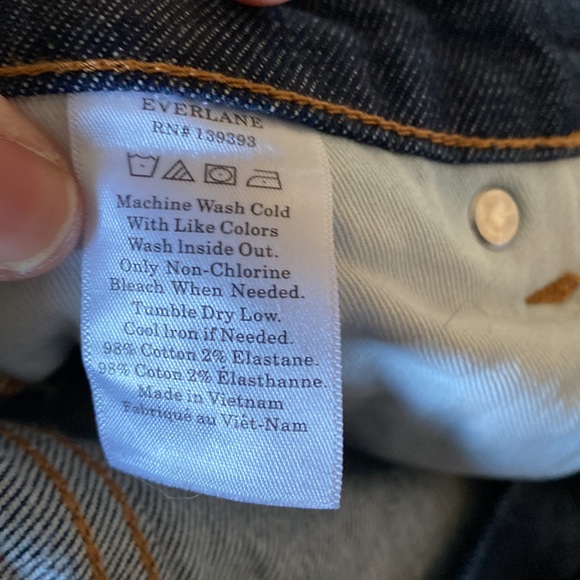 EVERLANE
RN# 139393
Machine Wash Cold
With Like Colors
Wash Inside Out.
Only Non-Chlorine
Bleach When Needed.
Tumble Dry Low.
Cool Iron if Needed.
98% Cotton 2% Elastane.
98% Coton 2% Élasthanne.
Made in Vietnam
Fabriqué au Viêt-Nam